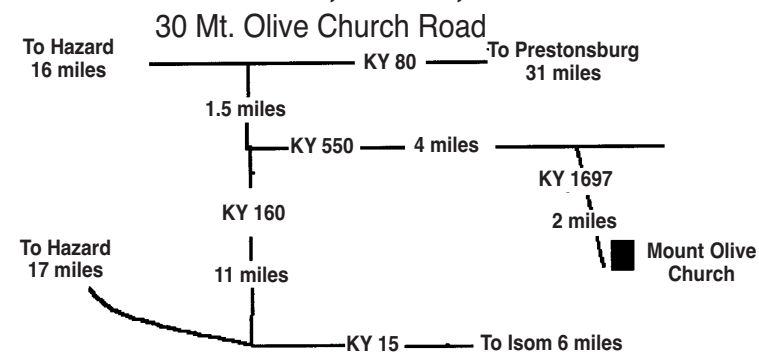 30 Mt. Olive Church Road
To Hazard
16 miles
KY 80
To Prestonsburg
31 miles
1.5 miles
KY 550
4 miles
KY 1697
KY 160
2 miles
To Hazard
17 miles
11 miles
Mount Olive
Church
KY 15
To Isom 6 miles